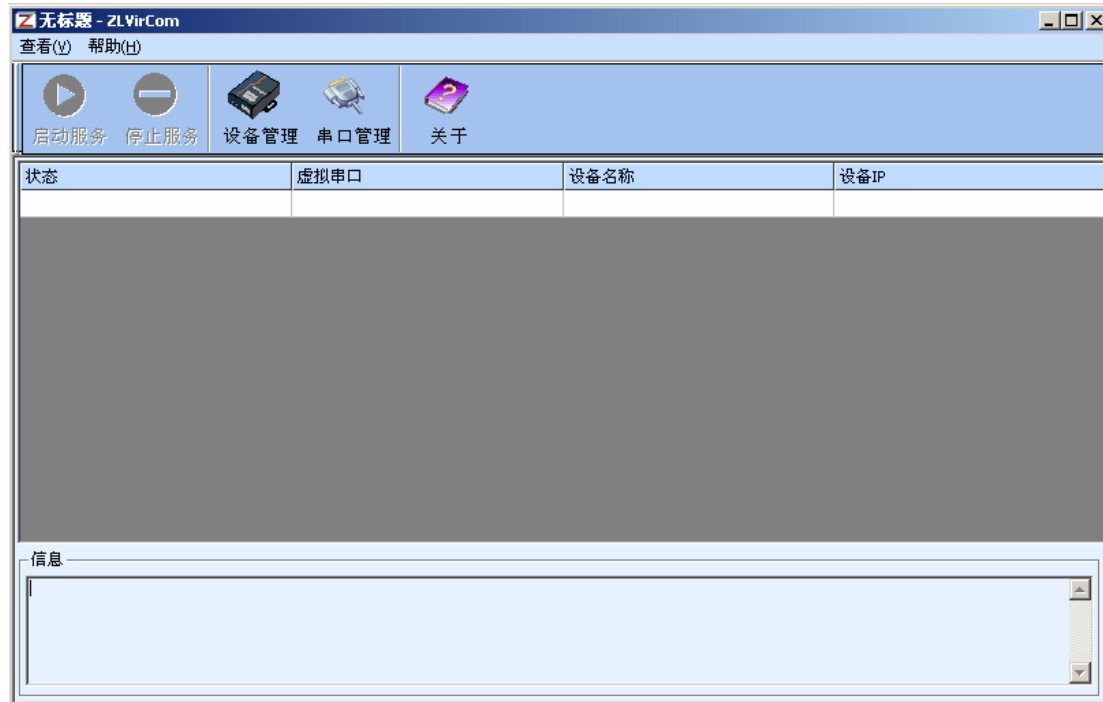 无标题 - ZLVirCom
查看(V) 帮助(H)
启动服务 停止服务 设备管理 串口管理 关于
状态 虚拟串口 设备名称 设备IP
信息